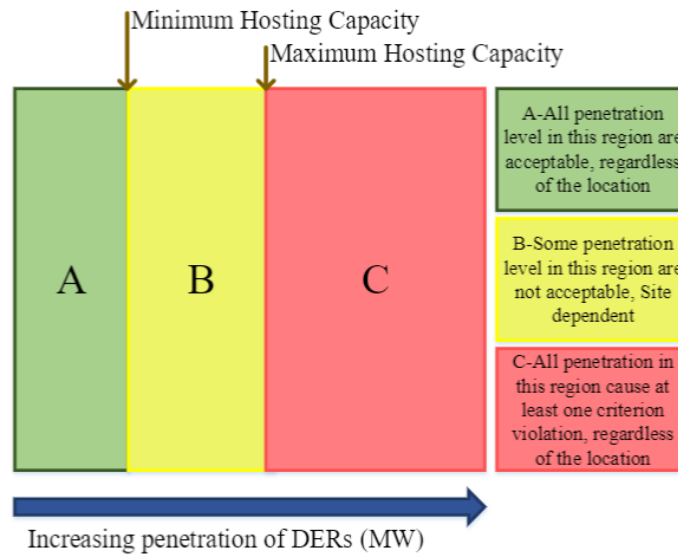 Minimum Hosting Capacity
Maximum Hosting Capacity
A
B
C
A-All penetration
level in this region are
acceptable, regardless
of the location
B-Some penetration
level in this region are
not acceptable, Site
dependent
C-All penetration in
this region cause at
least one criterion
violation, regardless
of the location
Increasing penetration of DERs (MW)